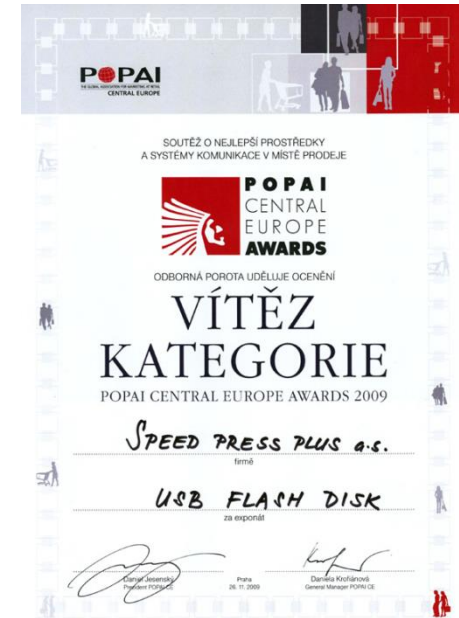 POPAI
THE GLOBAL ASSOCIATION FOR MARKETING AT RETAIL
CENTRAL EUROPE
SOUTĚŽ O NEJLEPŠÍ PROSTŘEDKY
A SYSTÉMY KOMUNIKACE V MÍSTĚ PRODEJE
POPAI
CENTRAL
EUROPE
AWARDS
ODBORNÁ POROTA UDĚLUJE OCENĚNÍ
VÍTĚZ
KATEGORIE
POPAI CENTRAL EUROPE AWARDS 2009
SPEED PRESS PLUS a.s.
firmě
USB FLASH DISK
za exponát
Daniel Jesenský
President POPAI CE
Praha
26. 11. 2009
Daniela Krofiánová
General Manager POPAI CE